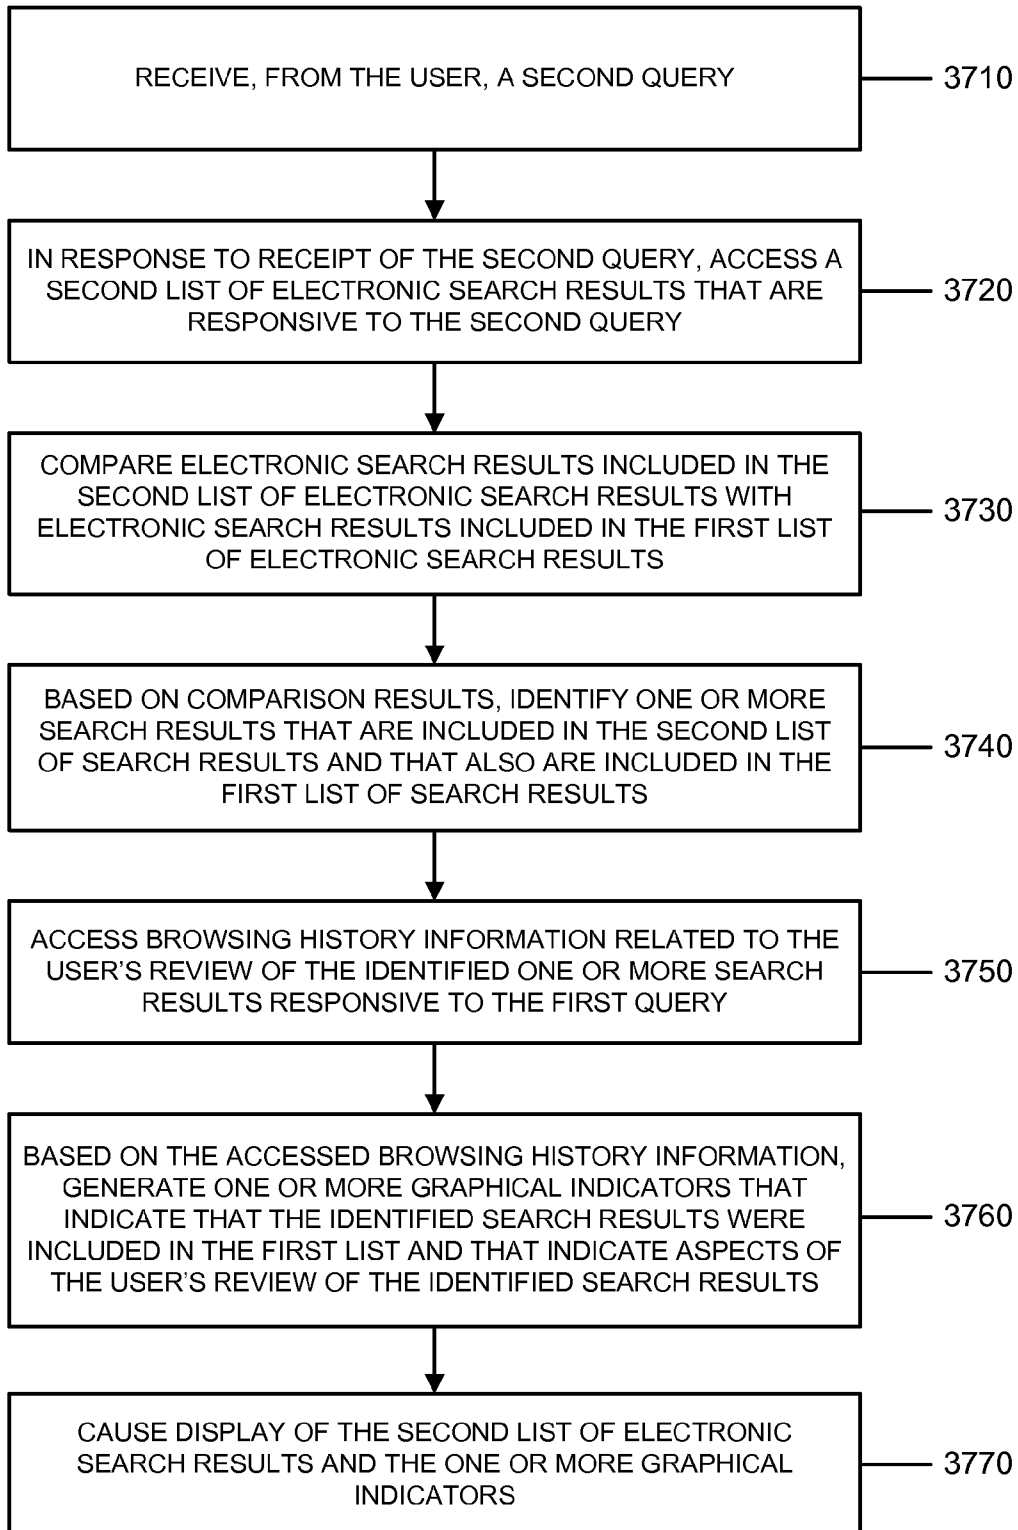 RECEIVE, FROM THE USER, A SECOND QUERY
3710
IN RESPONSE TO RECEIPT OF THE SECOND QUERY, ACCESS A
SECOND LIST OF ELECTRONIC SEARCH RESULTS THAT ARE
RESPONSIVE TO THE SECOND QUERY
3720
COMPARE ELECTRONIC SEARCH RESULTS INCLUDED IN THE
SECOND LIST OF ELECTRONIC SEARCH RESULTS WITH
ELECTRONIC SEARCH RESULTS INCLUDED IN THE FIRST LIST
OF ELECTRONIC SEARCH RESULTS
3730
BASED ON COMPARISON RESULTS, IDENTIFY ONE OR MORE
SEARCH RESULTS THAT ARE INCLUDED IN THE SECOND LIST
OF SEARCH RESULTS AND THAT ALSO ARE INCLUDED IN THE
FIRST LIST OF SEARCH RESULTS
3740
ACCESS BROWSING HISTORY INFORMATION RELATED TO THE
USER'S REVIEW OF THE IDENTIFIED ONE OR MORE SEARCH
RESULTS RESPONSIVE TO THE FIRST QUERY
3750
BASED ON THE ACCESSED BROWSING HISTORY INFORMATION,
GENERATE ONE OR MORE GRAPHICAL INDICATORS THAT
INDICATE THAT THE IDENTIFIED SEARCH RESULTS WERE
INCLUDED IN THE FIRST LIST AND THAT INDICATE ASPECTS OF
THE USER'S REVIEW OF THE IDENTIFIED SEARCH RESULTS
3760
CAUSE DISPLAY OF THE SECOND LIST OF ELECTRONIC
SEARCH RESULTS AND THE ONE OR MORE GRAPHICAL
INDICATORS
3770